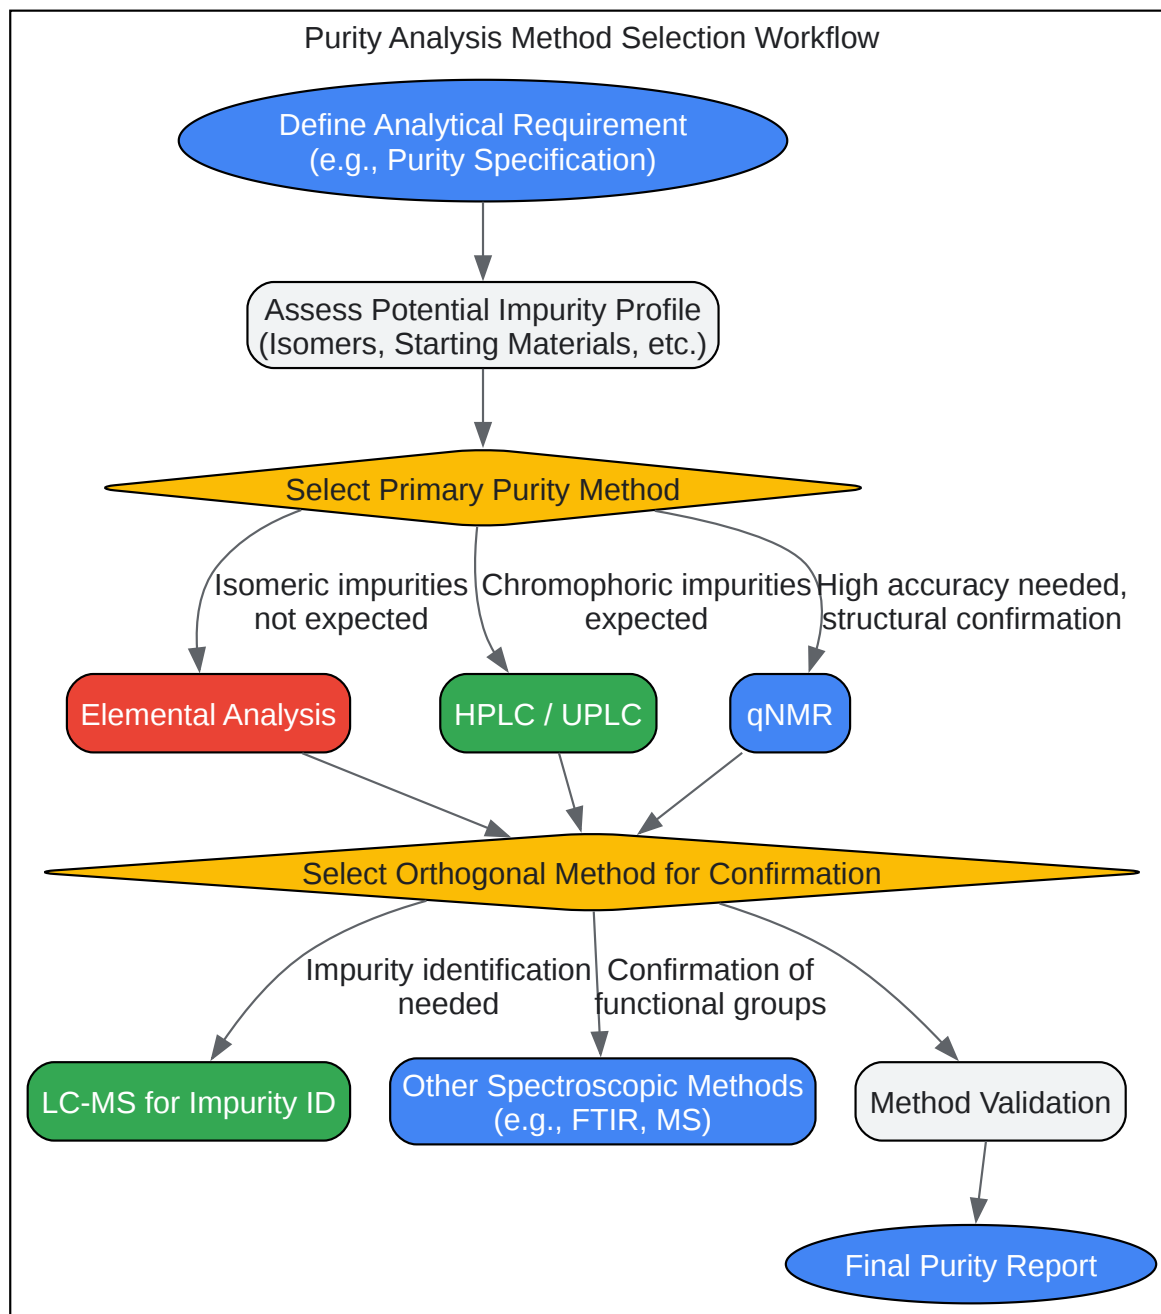 Purity Analysis Method Selection Workflow
Define Analytical Requirement
(e.g., Purity Specification)
Assess Potential Impurity Profile
(Isomers, Starting Materials, etc.)
Select Primary Purity Method
Isomeric impurities
not expected
Chromophoric impurities
expected
High accuracy needed,
structural confirmation
Elemental Analysis
HPLC / UPLC
qNMR
Select Orthogonal Method for Confirmation
Impurity identification
needed
Confirmation of
functional groups
LC-MS for Impurity ID
Other Spectroscopic Methods
(e.g., FTIR, MS)
Method Validation
Final Purity Report